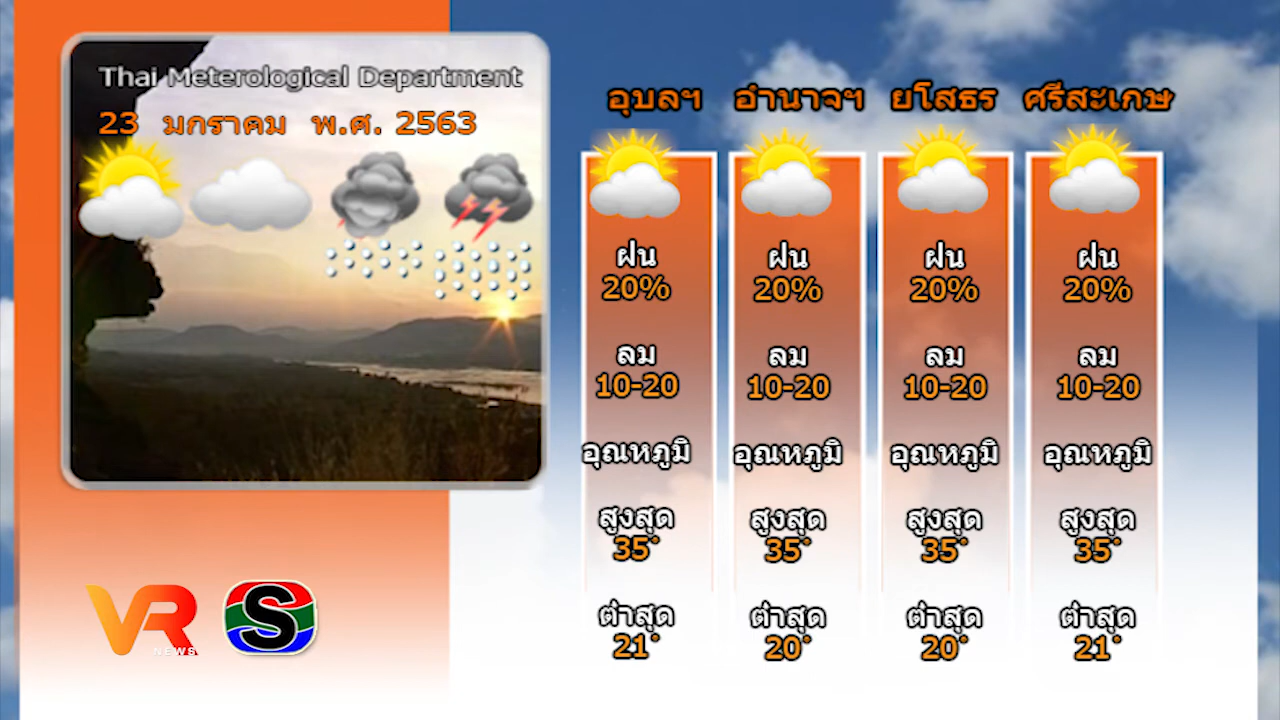 Thai Meterological Department
23 มกราคม พ.ศ. 2563
อุบลฯ อำนาจฯ ยโสธร ศรีสะเกษ
ฝน ฝน ฝน ฝน
20% 20% 20% 20%
ลม ลม ลม ลม
10-20 10-20 10-20 10-20
อุณหภูมิ อุณหภูมิ อุณหภูมิ อุณหภูมิ
สูงสุด สูงสุด สูงสุด สูงสุด
35° 35° 35° 35°
ต่ำสุด ต่ำสุด ต่ำสุด ต่ำสุด
21° 20° 20° 21°
VR S
NEWS